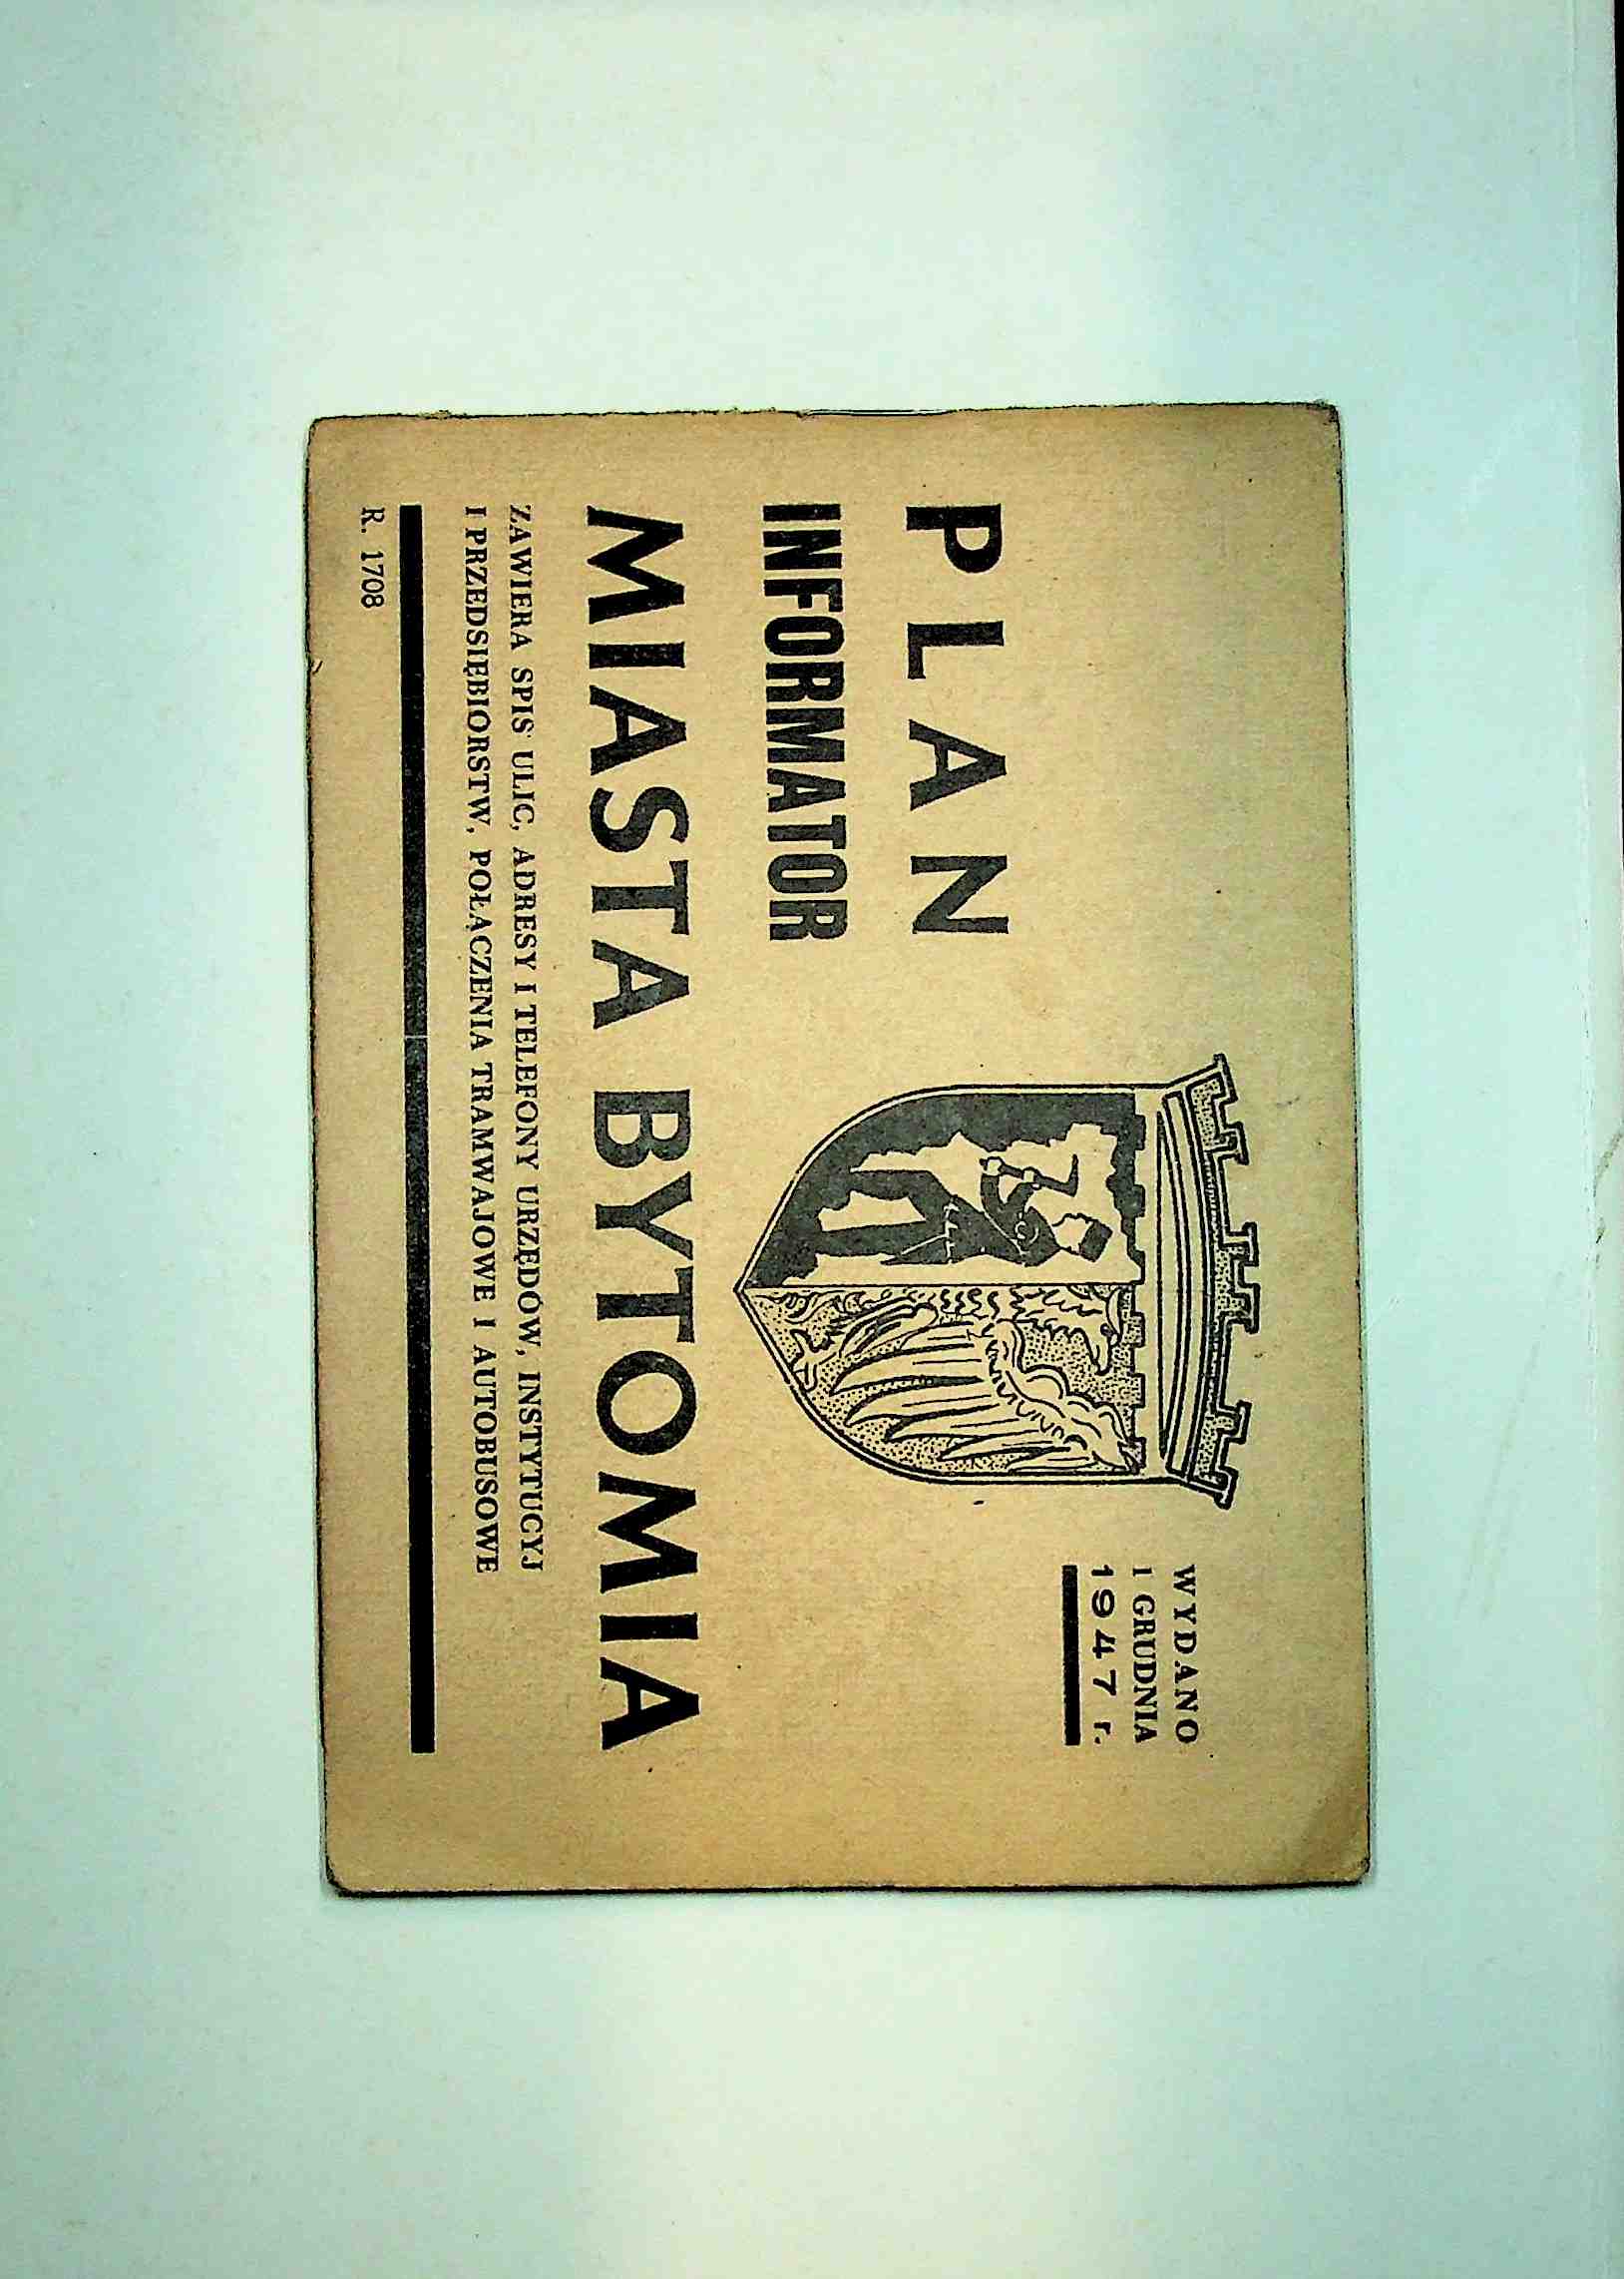 WYDANO
1 GRUDNIA
1947 r.
PLAN
INFORMATOR
MIASTA BYTOMIA
ZAWIERA SPIS ULIC, ADRESY I TELEFONY URZĘDÓW, INSTYTUCYJ
I PRZEDSIĘBIORSTW, POŁĄCZENIA TRAMWAJOWE I AUTOBUSOWE
R. 1708